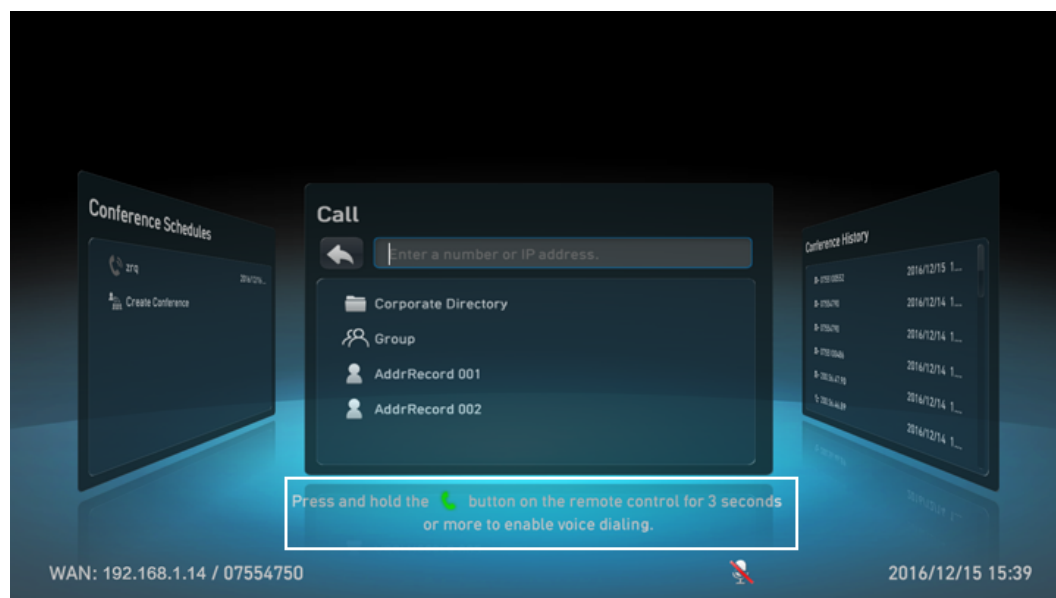 Conference Schedules
zrq
2016/12/16...
Create Conference
Call
Enter a number or IP address.
Corporate Directory
Group
AddrRecord 001
AddrRecord 002
Conference History
2016/12/15 1...
2016/12/14 1...
2016/12/14 1...
2016/12/14 1...
2016/12/14 1...
2016/12/14 1...
Press and hold the button on the remote control for 3 seconds
or more to enable voice dialing.
WAN: 192.168.1.14 / 07554750
2016/12/15 15:39